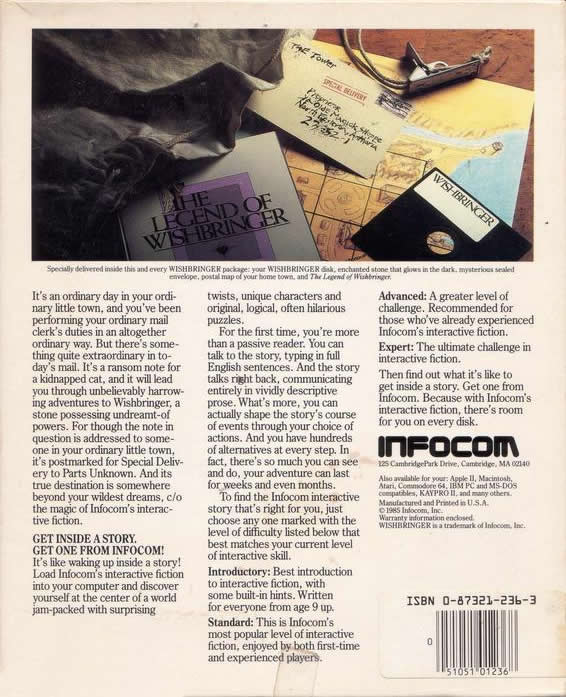 The Tower
SPECIAL DELIVERY
Proprietor
27352-1
THE
LEGEND OF
WISHBRINGER
WISHBRINGER
Specially delivered inside this and every WISHBRINGER package: your WISHBRINGER disk, enchanted stone that glows in the dark, mysterious sealed
envelope, postal map of your home town, and The Legend of Wishbringer.
It's an ordinary day in your ordi-
nary little town, and you've been
performing your ordinary mail
clerk's duties in an altogether
ordinary way. But there's some-
thing quite extraordinary in to-
day's mail. It's a ransom note for
a kidnapped cat, and it will lead
you through unbelievably harrow-
ing adventures to Wishbringer, a
stone possessing undreamt-of
powers. For though the note in
question is addressed to some-
one in your ordinary little town,
it's postmarked for Special Deliv-
ery to Parts Unknown. And its
true destination is somewhere
beyond your wildest dreams, c/o
the magic of Infocom's interac-
tive fiction.
GET INSIDE A STORY.
GET ONE FROM INFOCOM!
It's like waking up inside a story!
Load Infocom's interactive fiction
into your computer and discover
yourself at the center of a world
jam-packed with surprising
twists, unique characters and
original, logical, often hilarious
puzzles.
For the first time, you're more
than a passive reader. You can
talk to the story, typing in full
English sentences. And the story
talks right back, communicating
entirely in vividly descriptive
prose. What's more, you can
actually shape the story's course
of events through your choice of
actions. And you have hundreds
of alternatives at every step. In
fact, there's so much you can see
and do, your adventure can last
for weeks and even months.
To find the Infocom interactive
story that's right for you, just
choose any one marked with the
level of difficulty listed below that
best matches your current level
of interactive skill.
Introductory: Best introduction
to interactive fiction, with
some built-in hints. Written
for everyone from age 9 up.
Standard: This is Infocom's
most popular level of interactive
fiction, enjoyed by both first-time
and experienced players.
Advanced: A greater level of
challenge. Recommended for
those who've already experienced
Infocom's interactive fiction.
Expert: The ultimate challenge in
interactive fiction.
Then find out what it's like to
get inside a story. Get one from
Infocom. Because with Infocom's
interactive fiction, there's room
for you on every disk.
INFOCOM
125 CambridgePark Drive, Cambridge, MA 02140
Also available for your: Apple II, Macintosh,
Atari, Commodore 64, IBM PC and MS-DOS
compatibles, KAYPRO II, and many others.
Manufactured and Printed in U.S.A.
©1985 Infocom, Inc.
Warranty information enclosed.
WISHBRINGER is a trademark of Infocom, Inc.
ISBN 0-87321-236-3
0
51051 01236